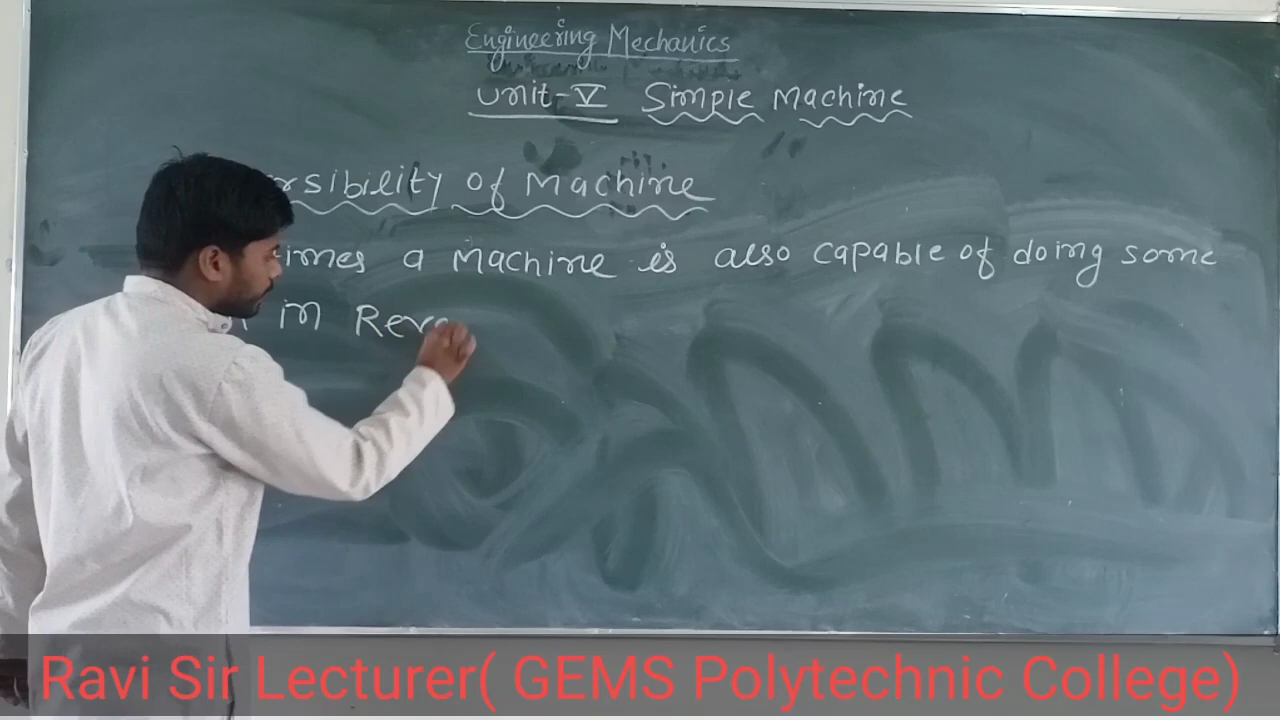 Engineering Mechanics
Unit-V Simple Machine
rsibility of Machine
imes a Machine is also capable of doing some
in Rev
Ravi Sir Lecturer( GEMS Polytechnic College)